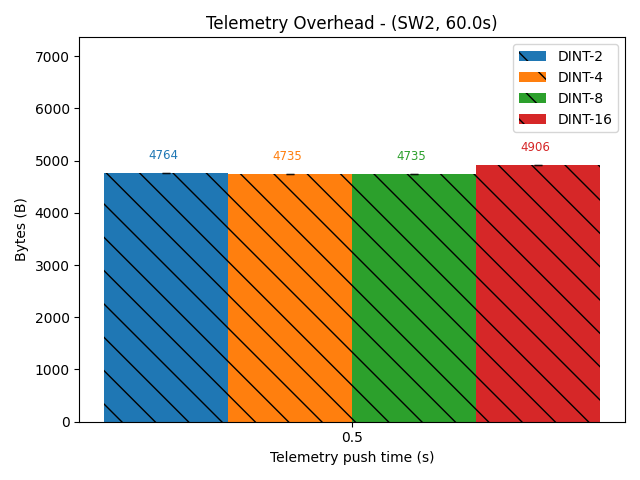 Telemetry Overhead - (SW2, 60.0s)
7000
6000
5000
4000
3000
2000
1000
0
Bytes (B)
4764
4735
4735
4906
DINT-2
DINT-4
DINT-8
DINT-16
0.5
Telemetry push time (s)